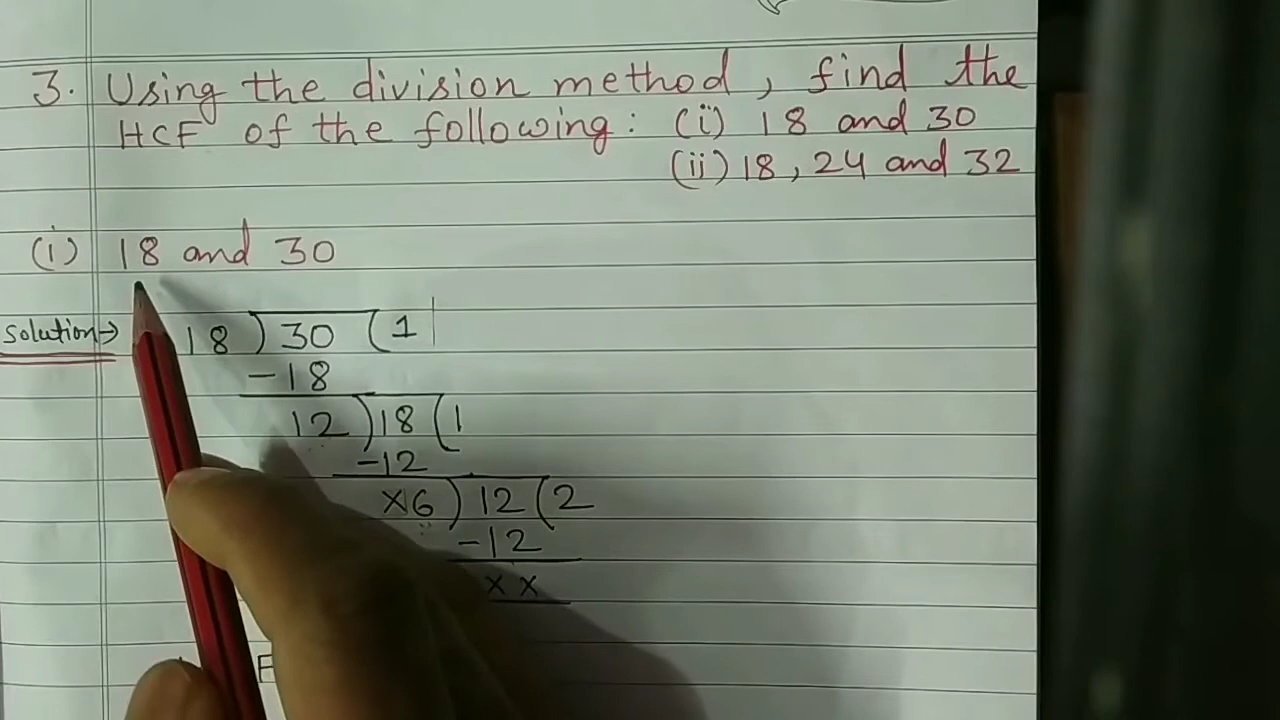 3. Using the division method, find the
HCF of the following: (i) 18 and 30
(ii) 18, 24 and 32
(i) 18 and 30
Solution→ 18 ) 30 ( 1
-18
12 ) 18 ( 1
-12
×6 ) 12 ( 2
-12
× ×